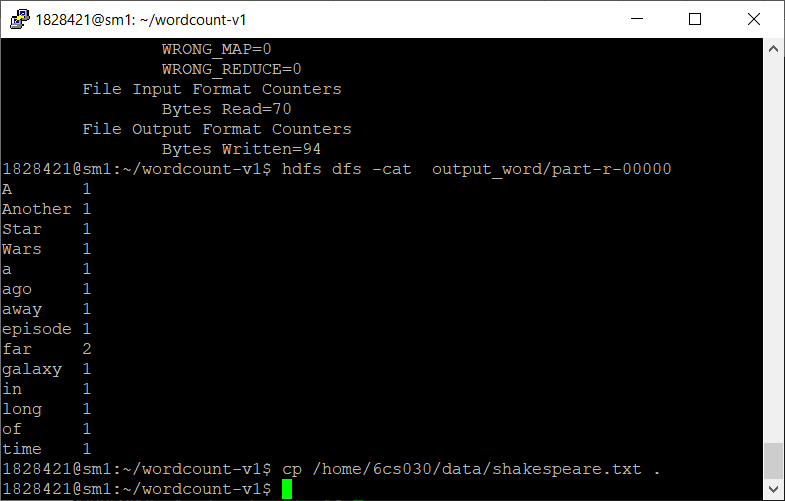 1828421@sm1: ~/wordcount-v1
WRONG_MAP=0
WRONG_REDUCE=0
File Input Format Counters
Bytes Read=70
File Output Format Counters
Bytes Written=94
1828421@sm1:~/wordcount-v1$ hdfs dfs -cat  output_word/part-r-00000
A 1
Another 1
Star 1
Wars 1
a 1
ago 1
away 1
episode 1
far 2
galaxy 1
in 1
long 1
of 1
time 1
1828421@sm1:~/wordcount-v1$ cp /home/6cs030/data/shakespeare.txt .
1828421@sm1:~/wordcount-v1$